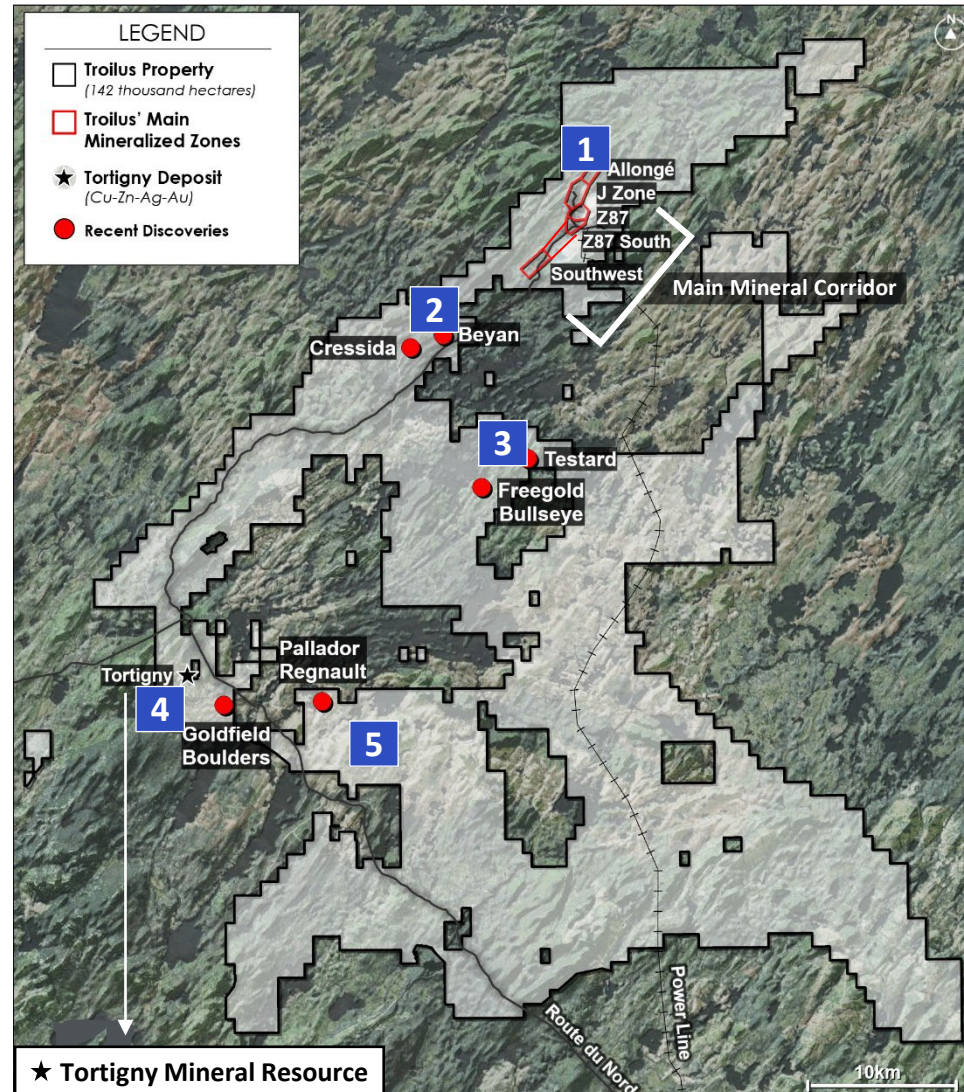 LEGEND
Troilus Property
(142 thousand hectares)
Troilus' Main
Mineralized Zones
Tortigny Deposit
(Cu-Zn-Ag-Au)
Recent Discoveries
N
1
Allongé
J Zone
Z87
Z87 South
Southwest
Main Mineral Corridor
2
Beyan
Cressida
3
Testard
Freegold
Bullseye
Pallador
Regnault
Tortigny
4
Goldfield
Boulders
5
Route du Nord
Power Line
10km
★ Tortigny Mineral Resource